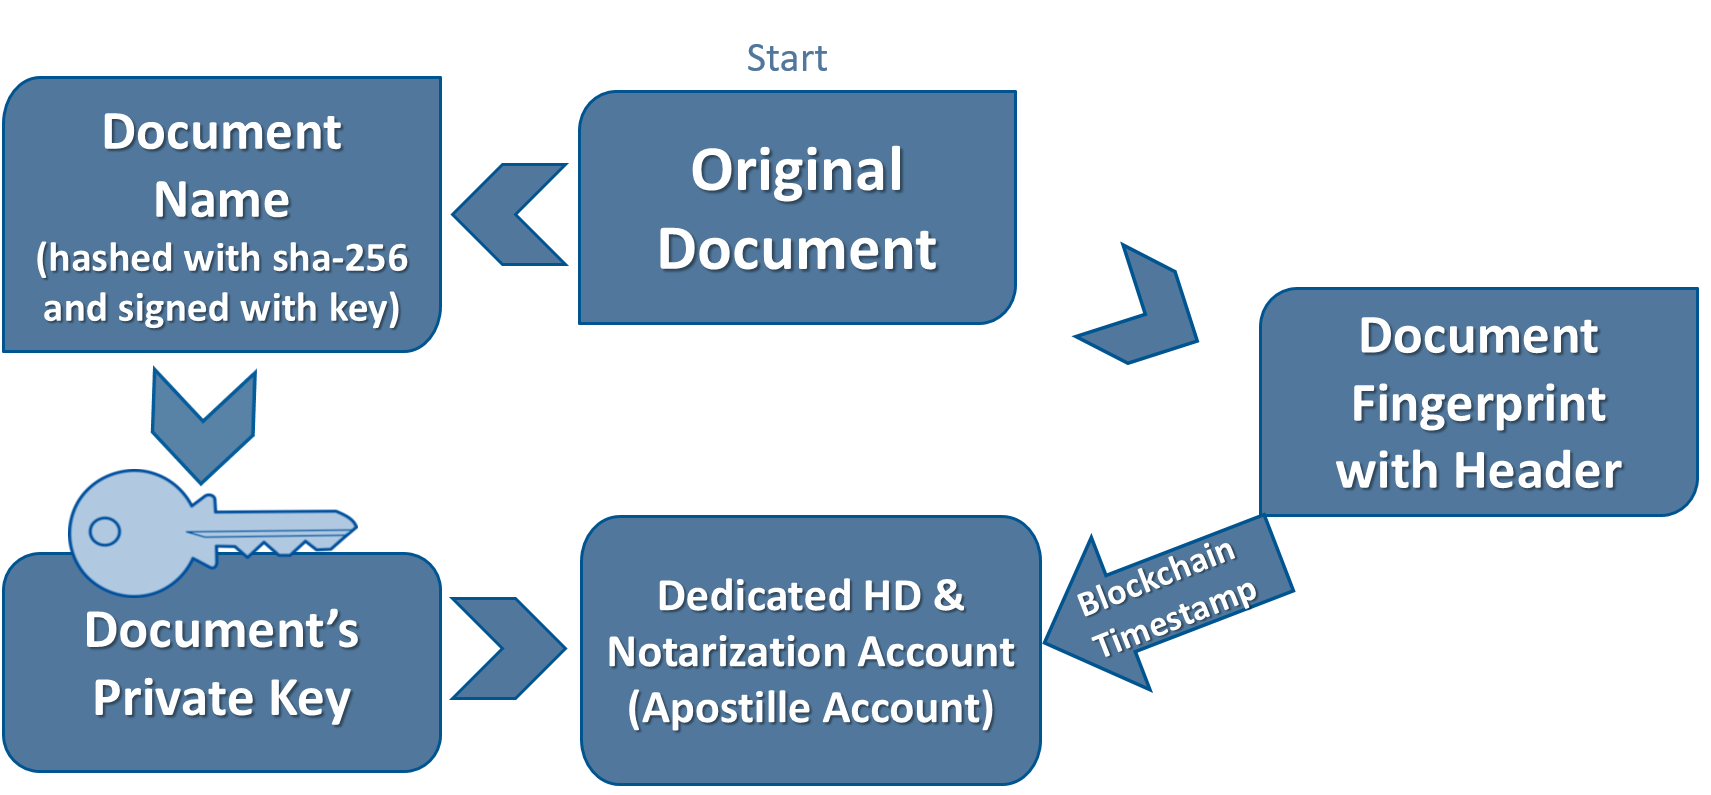 Start
Original
Document
Document
Name
(hashed with sha-256
and signed with key)
Document’s
Private Key
Document
Fingerprint
with Header
Blockchain
Timestamp
Dedicated HD &
Notarization Account
(Apostille Account)